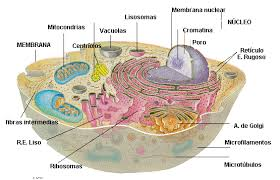 Membrana nuclear
Lisosomas
NÚCLEO
Mitocondrias
Vacuolas
Cromatina
MEMBRANA
Centríolos
Poro
Retículo
E. Rugoso
fibras intermedias
A. de Golgi
R.E. Liso
Microfilamentos
Ribosomas
Microtúbulos